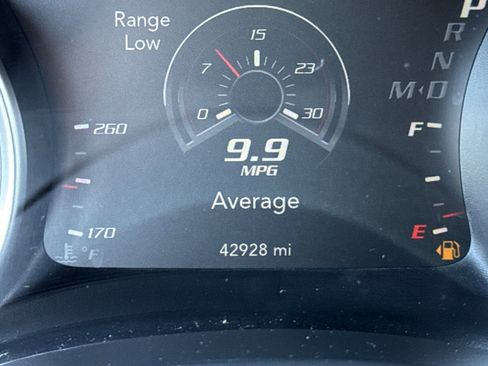 Range
Low
0
7
15
23
30
9.9
MPG
Average
42928 mi
260
170
°F
P
R
N
M◂D
F
E